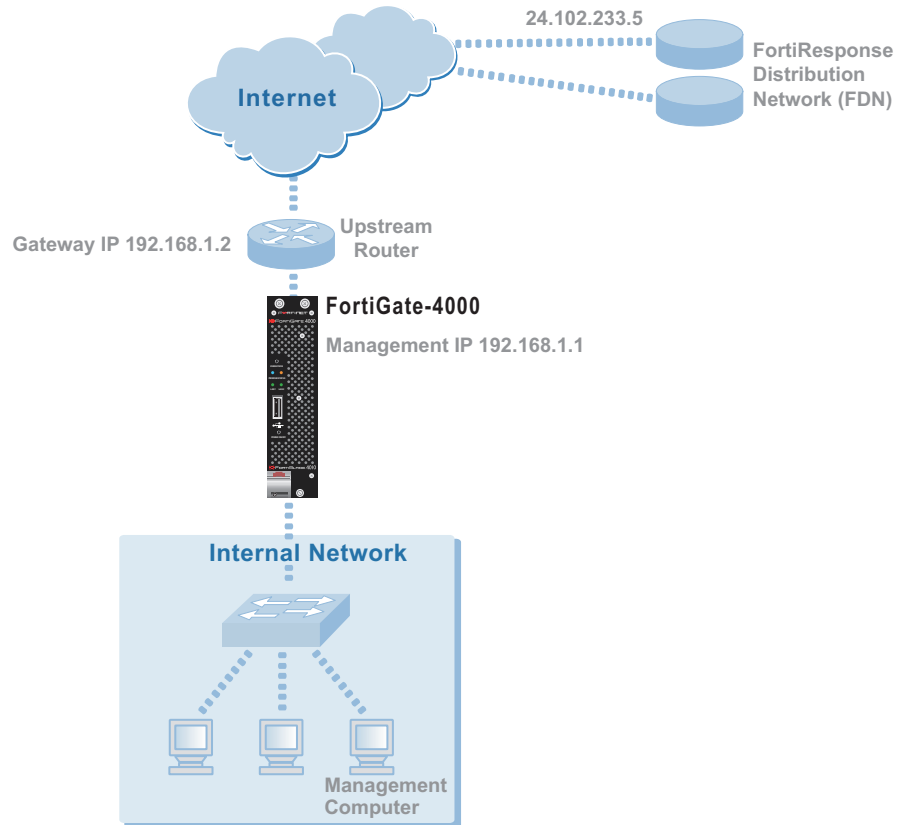 24.102.233.5
FortiResponse
Distribution
Network (FDN)
Internet
Upstream
Router
Gateway IP 192.168.1.2
FortiGate-4000
Management IP 192.168.1.1
Internal Network
Management
Computer